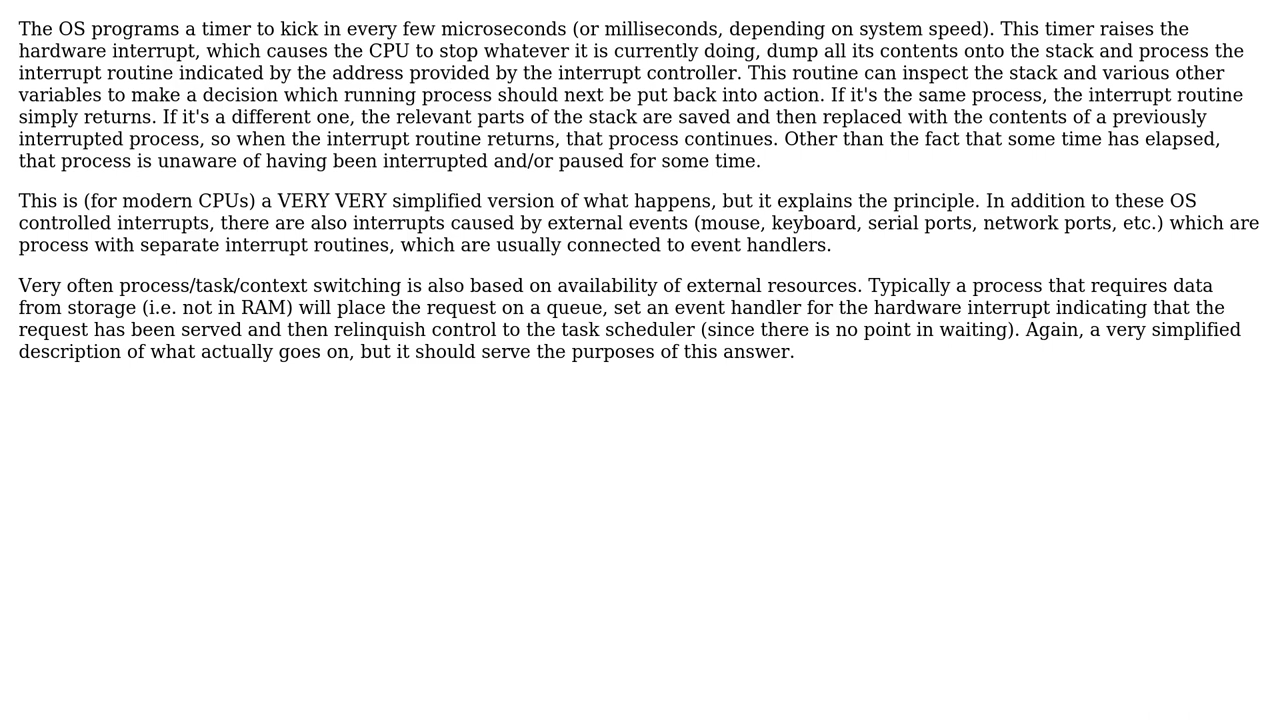 The OS programs a timer to kick in every few microseconds (or milliseconds, depending on system speed). This timer raises the
hardware interrupt, which causes the CPU to stop whatever it is currently doing, dump all its contents onto the stack and process the
interrupt routine indicated by the address provided by the interrupt controller. This routine can inspect the stack and various other
variables to make a decision which running process should next be put back into action. If it's the same process, the interrupt routine
simply returns. If it's a different one, the relevant parts of the stack are saved and then replaced with the contents of a previously
interrupted process, so when the interrupt routine returns, that process continues. Other than the fact that some time has elapsed,
that process is unaware of having been interrupted and/or paused for some time.
This is (for modern CPUs) a VERY VERY simplified version of what happens, but it explains the principle. In addition to these OS
controlled interrupts, there are also interrupts caused by external events (mouse, keyboard, serial ports, network ports, etc.) which are
process with separate interrupt routines, which are usually connected to event handlers.
Very often process/task/context switching is also based on availability of external resources. Typically a process that requires data
from storage (i.e. not in RAM) will place the request on a queue, set an event handler for the hardware interrupt indicating that the
request has been served and then relinquish control to the task scheduler (since there is no point in waiting). Again, a very simplified
description of what actually goes on, but it should serve the purposes of this answer.